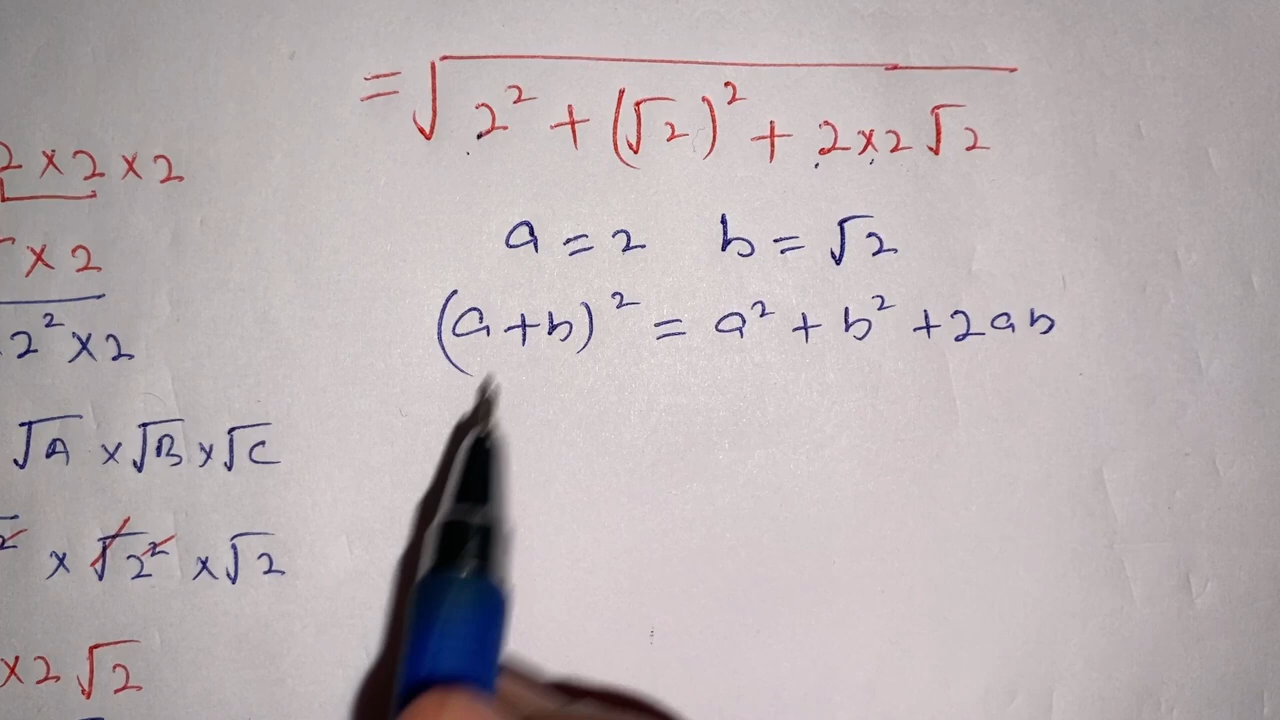 = √(2² + (√2)² + 2×2√2)
a = 2 b = √2
(a+b)² = a² + b² + 2ab
2 × 2 × 2
× 2
2² × 2
√A × √B × √C
× √2² × √2
×2√2